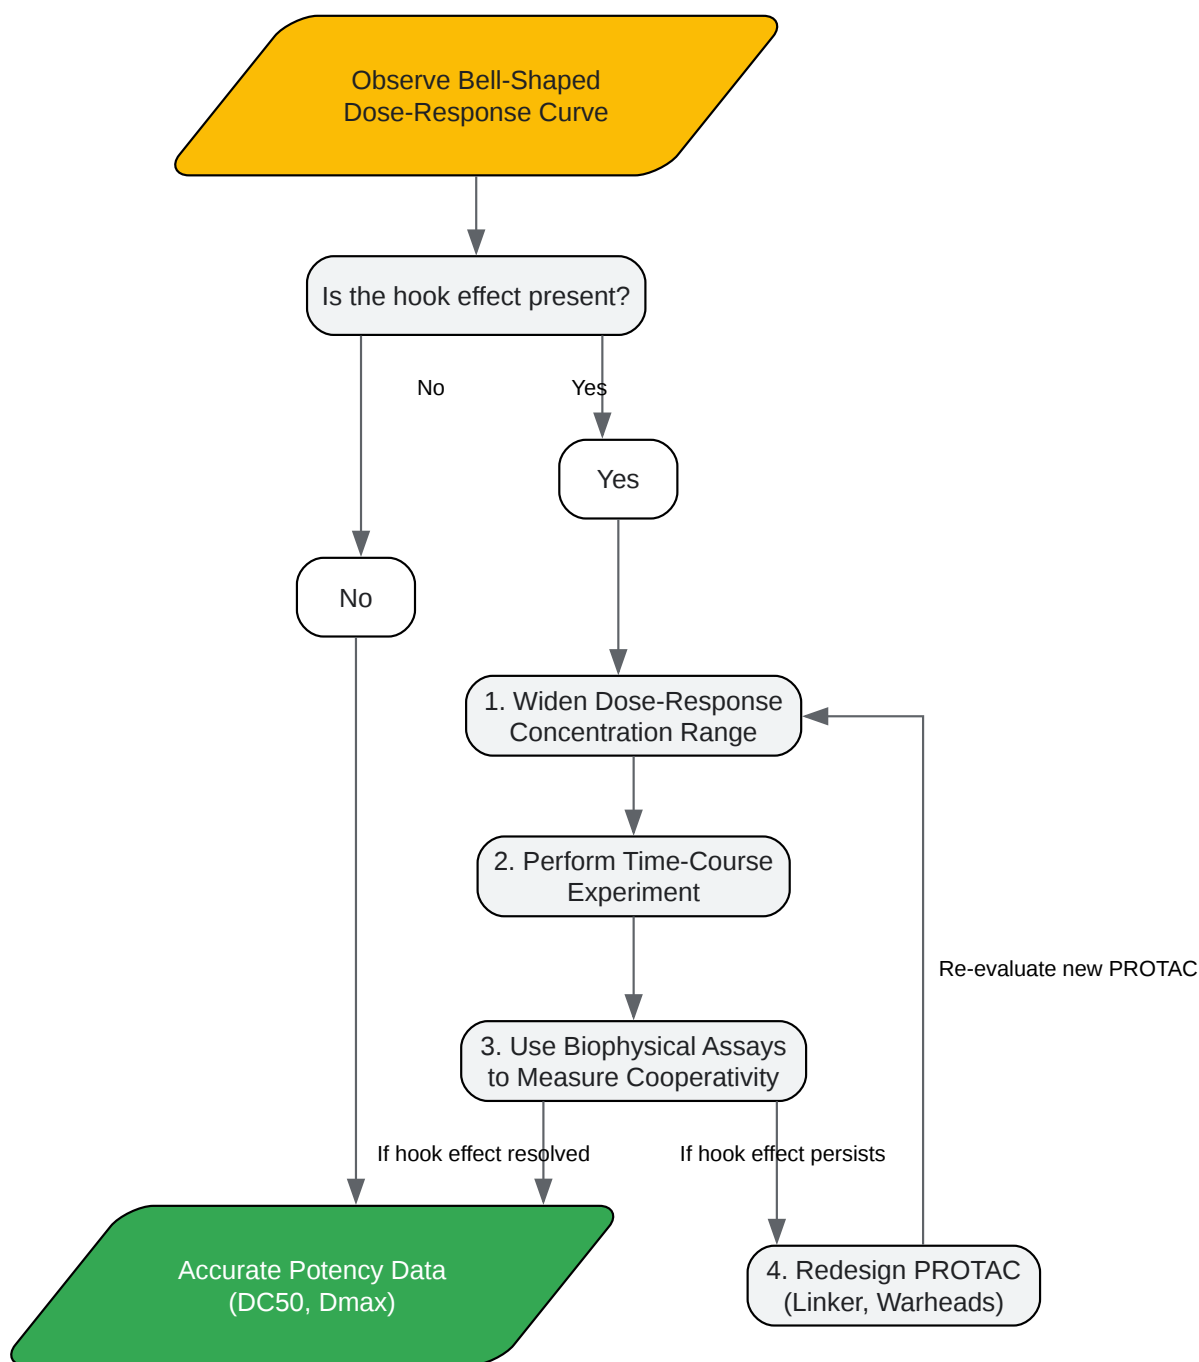 Observe Bell-Shaped
Dose-Response Curve
Is the hook effect present?
No
Yes
Yes
No
1. Widen Dose-Response
Concentration Range
2. Perform Time-Course
Experiment
Re-evaluate new PROTAC
3. Use Biophysical Assays
to Measure Cooperativity
If hook effect resolved
If hook effect persists
Accurate Potency Data
(DC50, Dmax)
4. Redesign PROTAC
(Linker, Warheads)